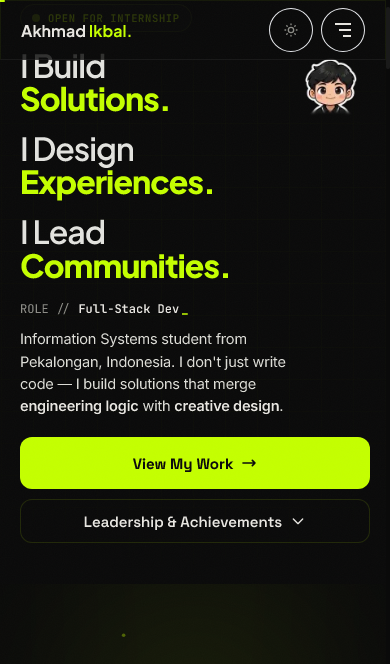 OPEN FOR INTERNSHIP
Akhmad Ikbal.
I Build
Solutions.
I Design
Experiences.
I Lead
Communities.
ROLE // Full-Stack Dev_
Information Systems student from
Pekalongan, Indonesia. I don't just write
code — I build solutions that merge
engineering logic with creative design.
View My Work →
Leadership & Achievements